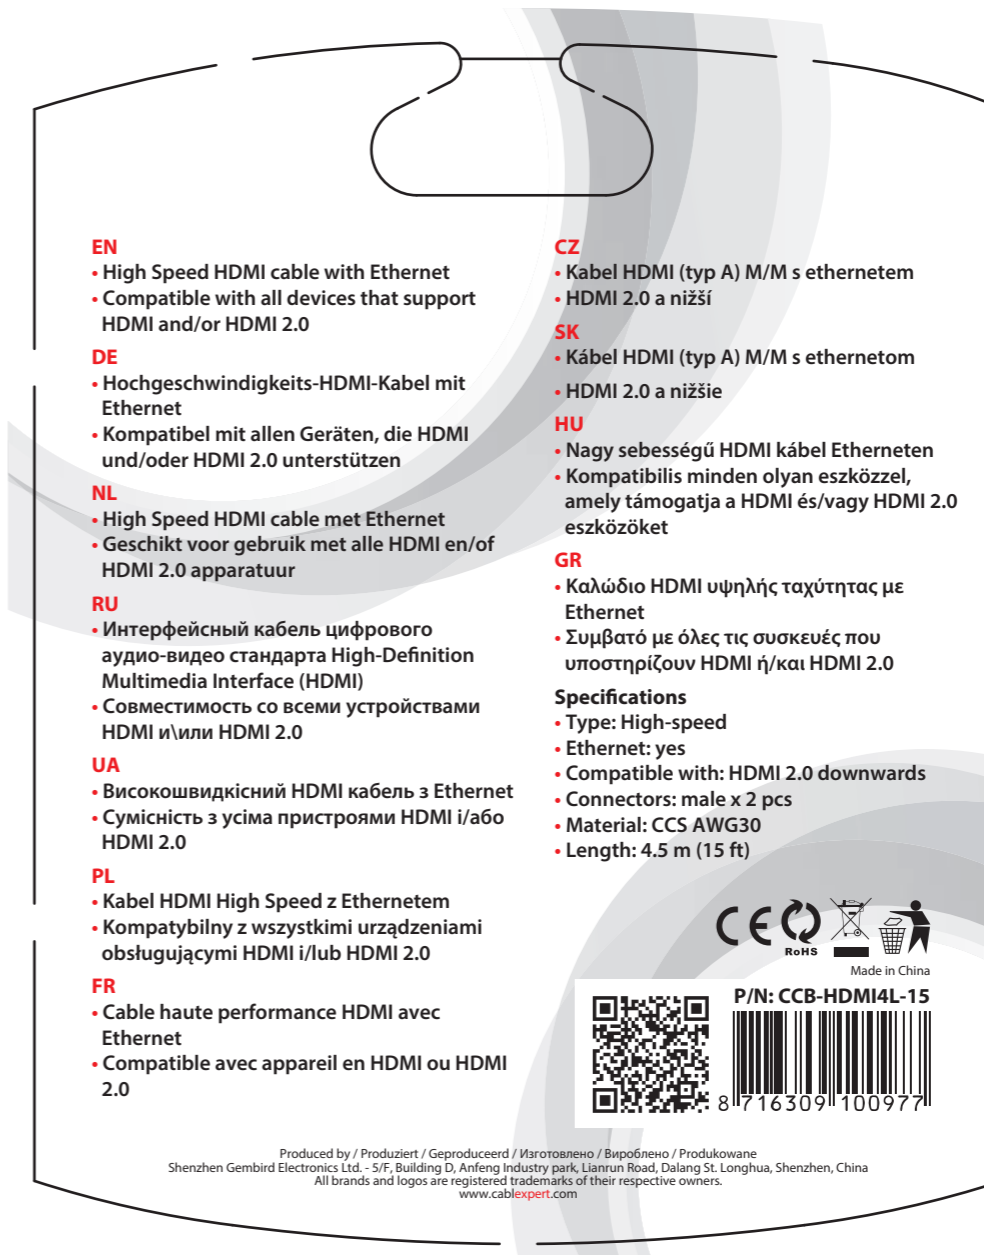 EN
• High Speed HDMI cable with Ethernet
• Compatible with all devices that support
HDMI and/or HDMI 2.0
DE
• Hochgeschwindigkeits-HDMI-Kabel mit
Ethernet
• Kompatibel mit allen Geräten, die HDMI
und/oder HDMI 2.0 unterstützen
NL
• High Speed HDMI cable met Ethernet
• Geschikt voor gebruik met alle HDMI en/of
HDMI 2.0 apparatuur
RU
• Интерфейсный кабель цифрового
аудио-видео стандарта High-Definition
Multimedia Interface (HDMI)
• Совместимость со всеми устройствами
HDMI и\или HDMI 2.0
UA
• Високошвидкісний HDMI кабель з Ethernet
• Сумісність з усіма пристроями HDMI і/або
HDMI 2.0
PL
• Kabel HDMI High Speed z Ethernetem
• Kompatybilny z wszystkimi urządzeniami
obsługującymi HDMI i/lub HDMI 2.0
FR
• Cable haute performance HDMI avec
Ethernet
• Compatible avec appareil en HDMI ou HDMI
2.0
CZ
• Kabel HDMI (typ A) M/M s ethernetem
• HDMI 2.0 a nižší
SK
• Kábel HDMI (typ A) M/M s ethernetom
• HDMI 2.0 a nižšie
HU
• Nagy sebességű HDMI kábel Etherneten
• Kompatibilis minden olyan eszközzel,
amely támogatja a HDMI és/vagy HDMI 2.0
eszközöket
GR
• Καλώδιο HDMI υψηλής ταχύτητας με
Ethernet
• Συμβατό με όλες τις συσκευές που
υποστηρίζουν HDMI ή/και HDMI 2.0
Specifications
• Type: High-speed
• Ethernet: yes
• Compatible with: HDMI 2.0 downwards
• Connectors: male x 2 pcs
• Material: CCS AWG30
• Length: 4.5 m (15 ft)
CE
RoHS
Made in China
P/N: CCB-HDMI4L-15
8 716309 100977
Produced by / Produziert / Geproduceerd / Изготовлено / Вироблено / Produkowane
Shenzhen Gembird Electronics Ltd. - 5/F, Building D, Anfeng Industry park, Lianrun Road, Dalang St. Longhua, Shenzhen, China
All brands and logos are registered trademarks of their respective owners.
www.cablexpert.com